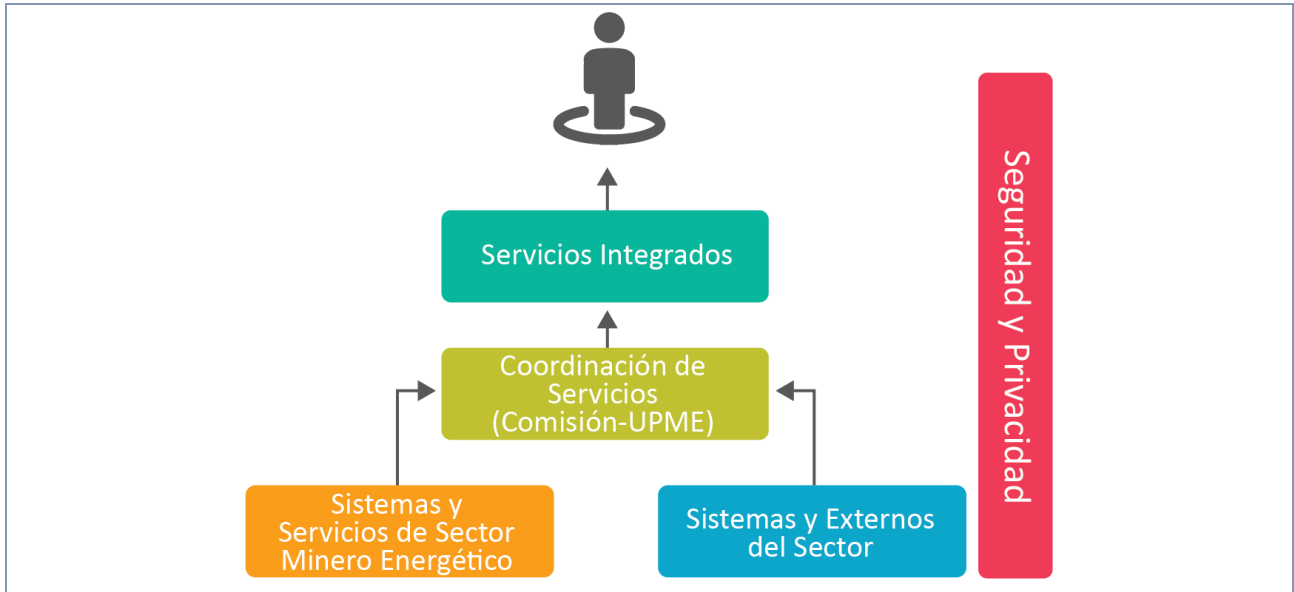 Servicios Integrados
Coordinación de
Servicios
(Comisión-UPME)
Sistemas y
Servicios de Sector
Minero Energético
Sistemas y Externos
del Sector
Seguridad y Privacidad